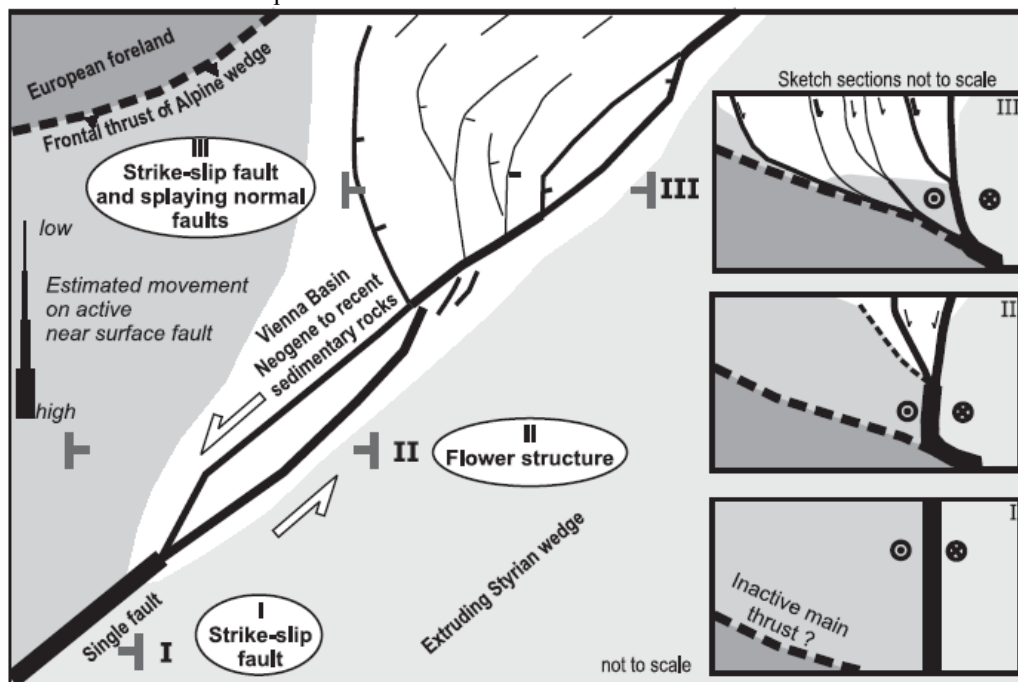 European foreland
Frontal thrust of Alpine wedge
III
Strike-slip fault
and splaying normal
faults
III
low
Estimated movement
on active
near surface fault
high
Vienna Basin
Neogene to recent
sedimentary rocks
II
II
Flower structure
Single fault
I
I
Strike-slip
fault
Extruding Styrian wedge
not to scale
Sketch sections not to scale
III
II
I
Inactive main
thrust ?